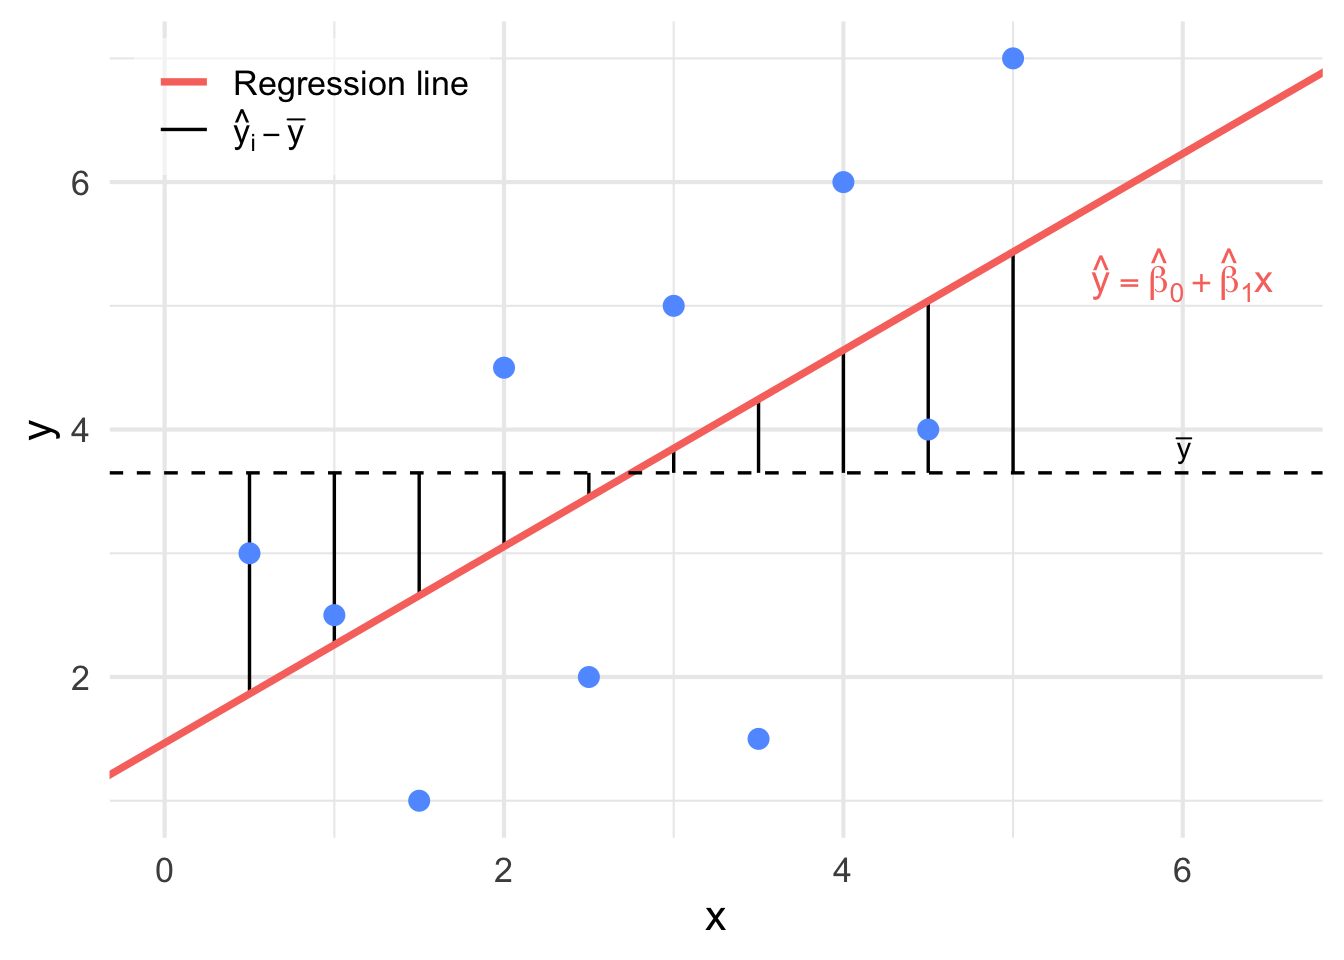 Regression line
ŷᵢ – ȳ
6
4
2
y
ŷ = β̂₀ + β̂₁x
ȳ
0 2 4 6
x